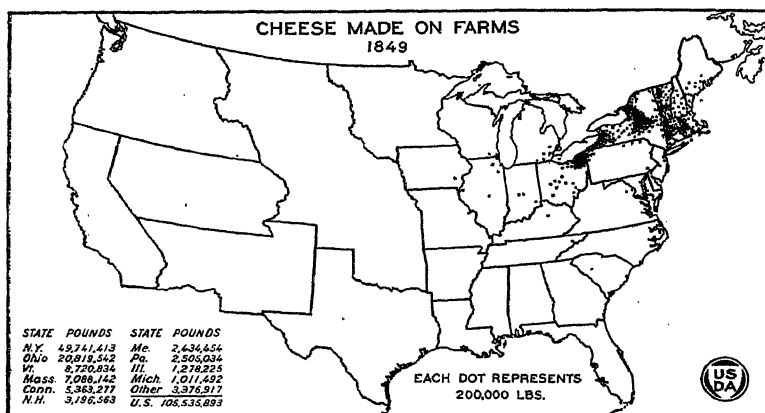 CHEESE MADE ON FARMS
1849
STATE POUNDS STATE POUNDS
N.Y. 49,741,413 Me. 2,434,454
Ohio 20,819,542 Pa. 2,505,034
Vt. 8,720,834 Ill. 1,278,225
Mass. 7,088,142 Mich. 1,011,492
Conn. 5,363,277 Other 3,376,917
N.H. 3,196,563 U.S. 105,535,893
EACH DOT REPRESENTS
200,000 LBS.
US
DA